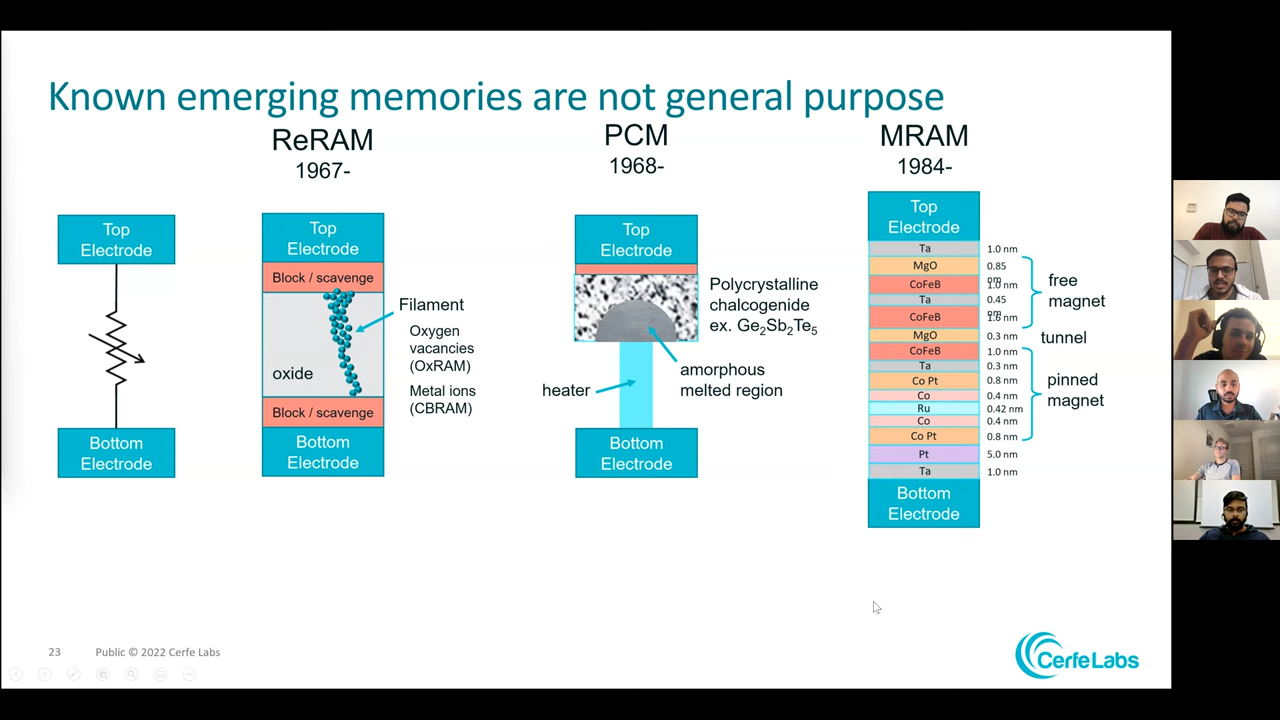 Known emerging memories are not general purpose
ReRAM
1967-
PCM
1968-
MRAM
1984-
Top
Electrode
Bottom
Electrode
Top
Electrode
Block / scavenge
oxide
Block / scavenge
Bottom
Electrode
Filament
Oxygen
vacancies
(OxRAM)
Metal ions
(CBRAM)
Top
Electrode
Polycrystalline
chalcogenide
ex. Ge2Sb2Te5
heater
amorphous
melted region
Bottom
Electrode
Top
Electrode
Ta 1.0 nm
MgO 0.85 nm
CoFeB 1.0 nm
Ta 0.45 nm
CoFeB 1.6 nm
MgO 0.3 nm
CoFeB 1.0 nm
Ta 0.3 nm
Co Pt 0.8 nm
Co 0.4 nm
Ru 0.42 nm
Co 0.4 nm
Co Pt 0.8 nm
Pt 5.0 nm
Ta 1.0 nm
Bottom
Electrode
free
magnet
tunnel
pinned
magnet
23 Public © 2022 Cerfe Labs
CerfeLabs